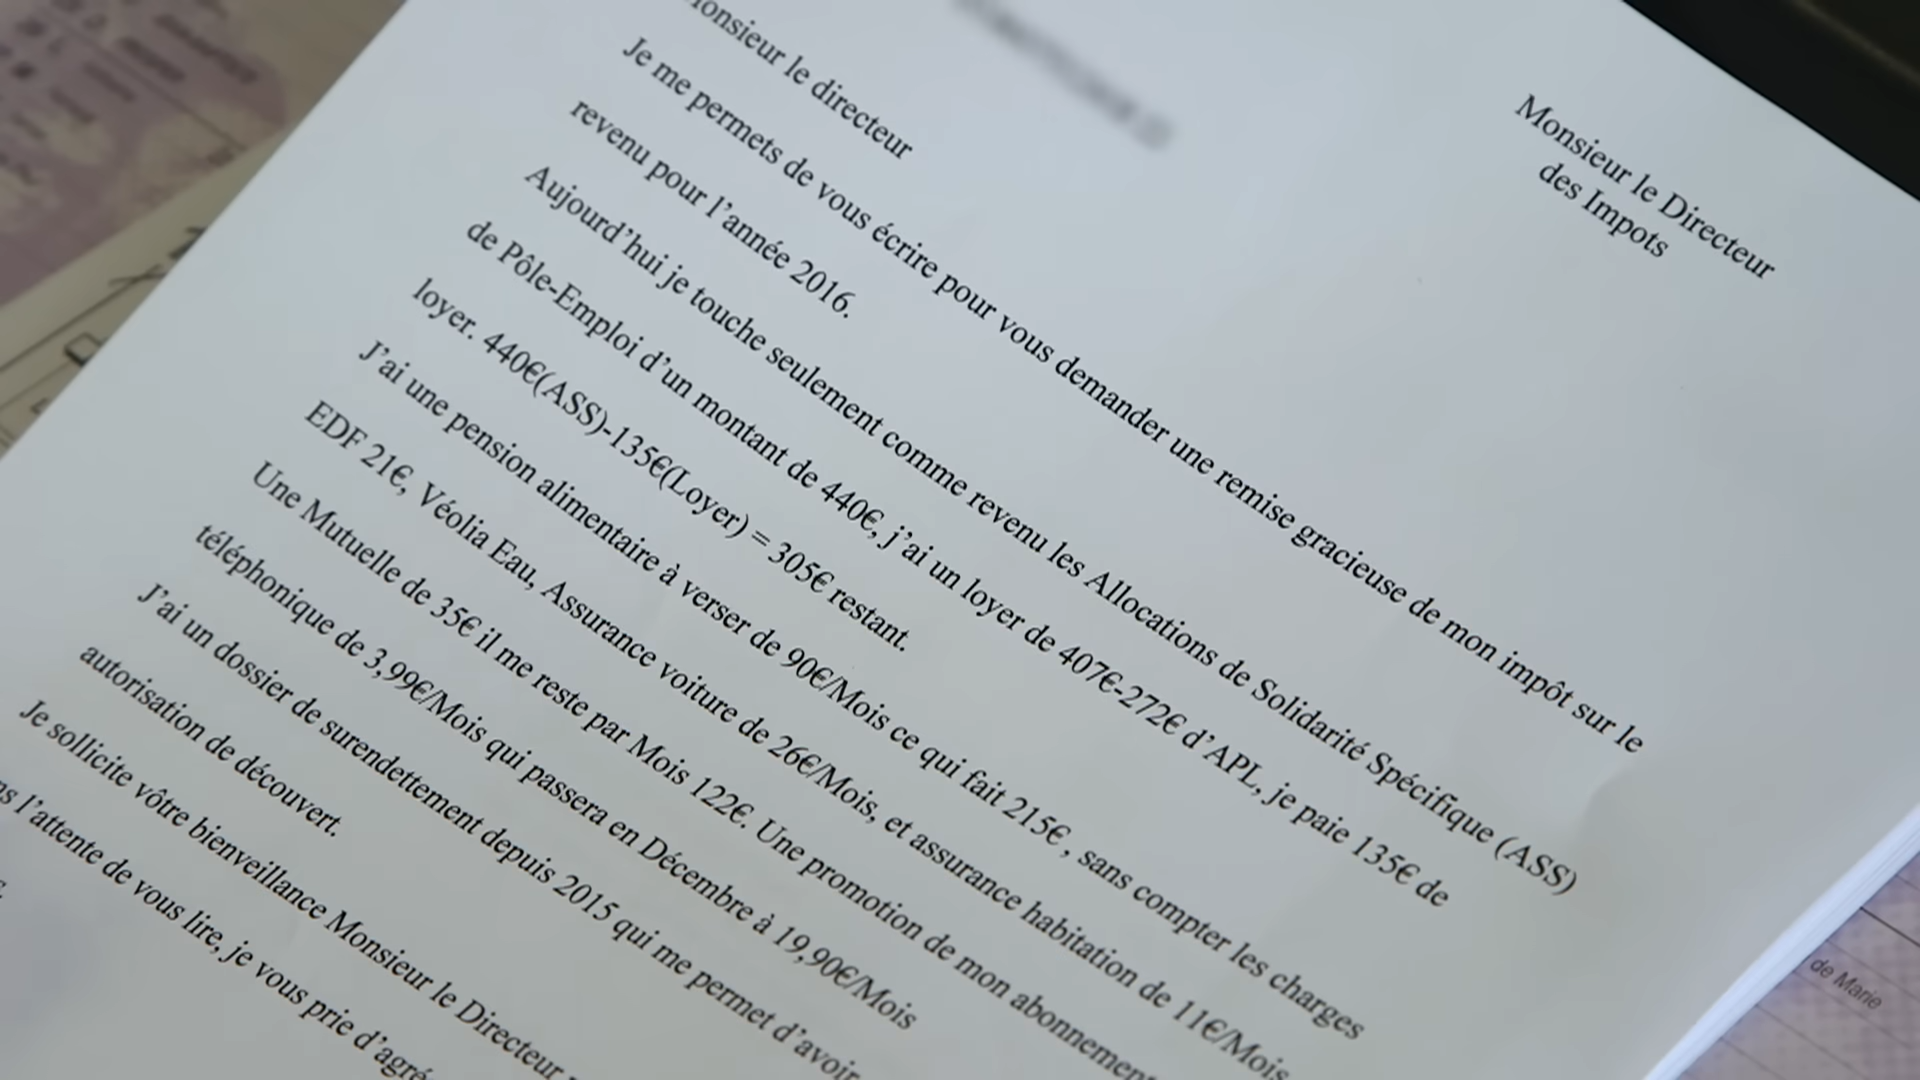 Monsieur le Directeur
des Impots
onsieur le directeur
Je me permets de vous écrire pour vous demander une remise gracieuse de mon impôt sur le
revenu pour l'année 2016.
Aujourd'hui je touche seulement comme revenu les Allocations de Solidarité Spécifique (ASS)
de Pôle-Emploi d'un montant de 440€, j'ai un loyer de 407€-272€ d'APL, je paie 135€ de
loyer. 440€(ASS)-135€(Loyer) = 305€ restant.
J'ai une pension alimentaire à verser de 90€/Mois ce qui fait 215€ , sans compter les charges
EDF 21€, Véolia Eau, Assurance voiture de 26€/Mois, et assurance habitation de 11€/Mois
Une Mutuelle de 35€ il me reste par Mois 122€. Une promotion de mon abonnement
téléphonique de 3,99€/Mois qui passera en Décembre à 19,90€/Mois
J'ai un dossier de surendettement depuis 2015 qui me permet d'avoir
autorisation de découvert.
Je sollicite vôtre bienveillance Monsieur le Directeur
ns l'attente de vous lire, je vous prie d'agré
de Marie